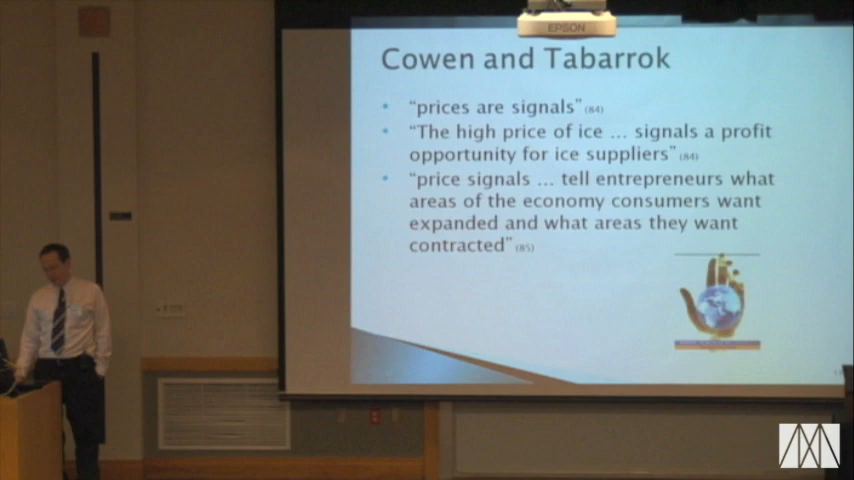 EPSON
Cowen and Tabarrok
• “prices are signals” (84)
• “The high price of ice ... signals a profit
opportunity for ice suppliers” (84)
• “price signals ... tell entrepreneurs what
areas of the economy consumers want
expanded and what areas they want
contracted” (85)